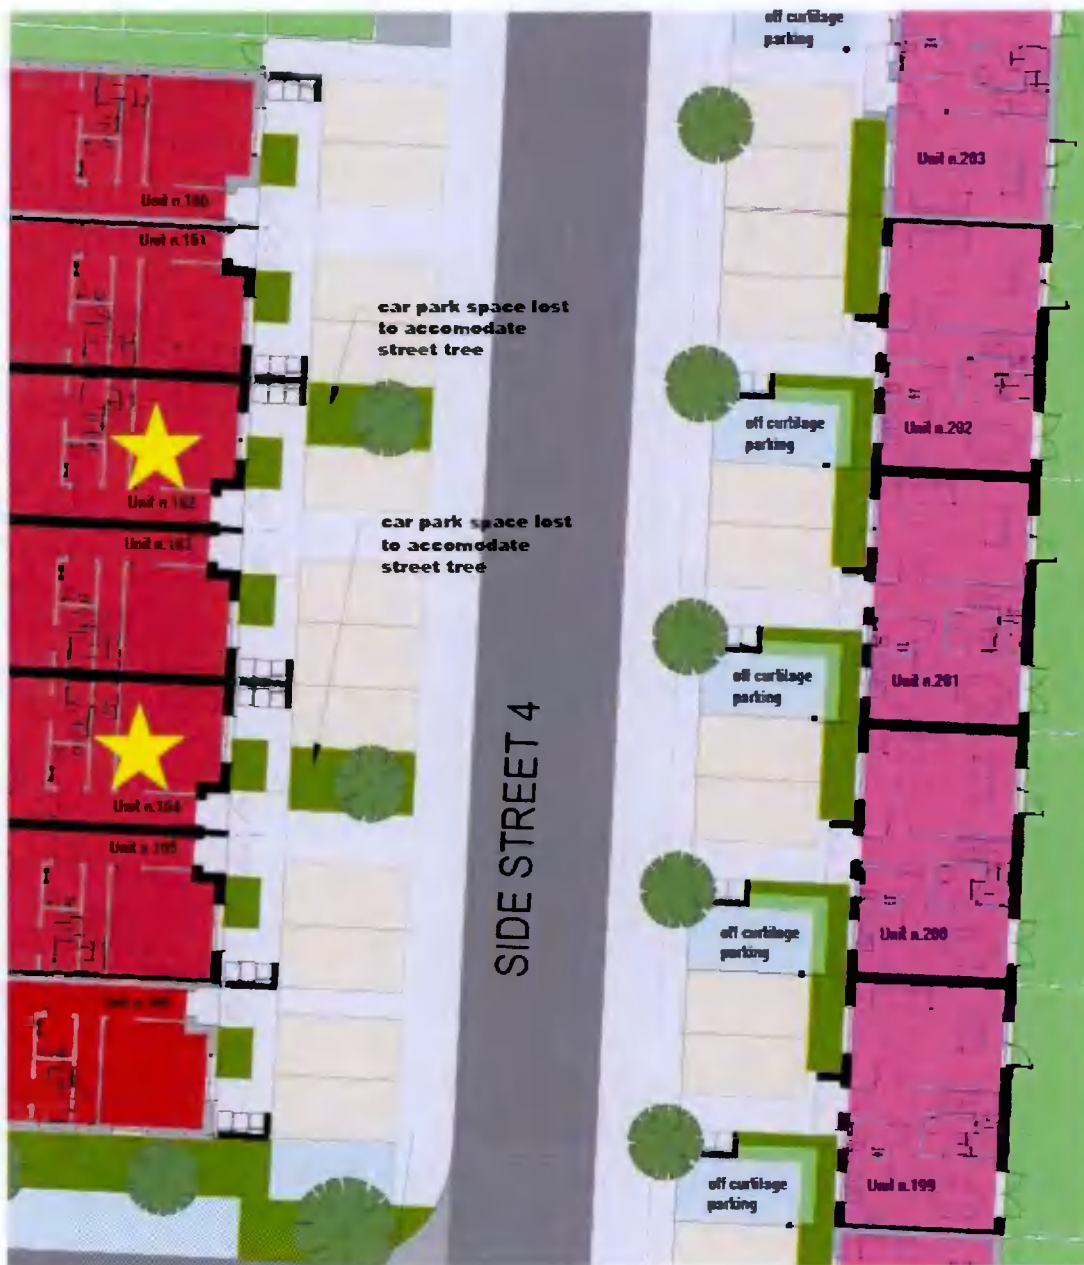 off curtilage
parking
Unit n.203
Unit n.161
car park space lost
to accomodate
street tree
off curtilage
parking
Unit n.202
Unit n.162
car park space lost
to accomodate
street tree
Unit n.163
off curtilage
parking
Unit n.201
SIDE STREET 4
Unit n.164
Unit n.165
off curtilage
parking
Unit n.200
off curtilage
parking
Unit n.199